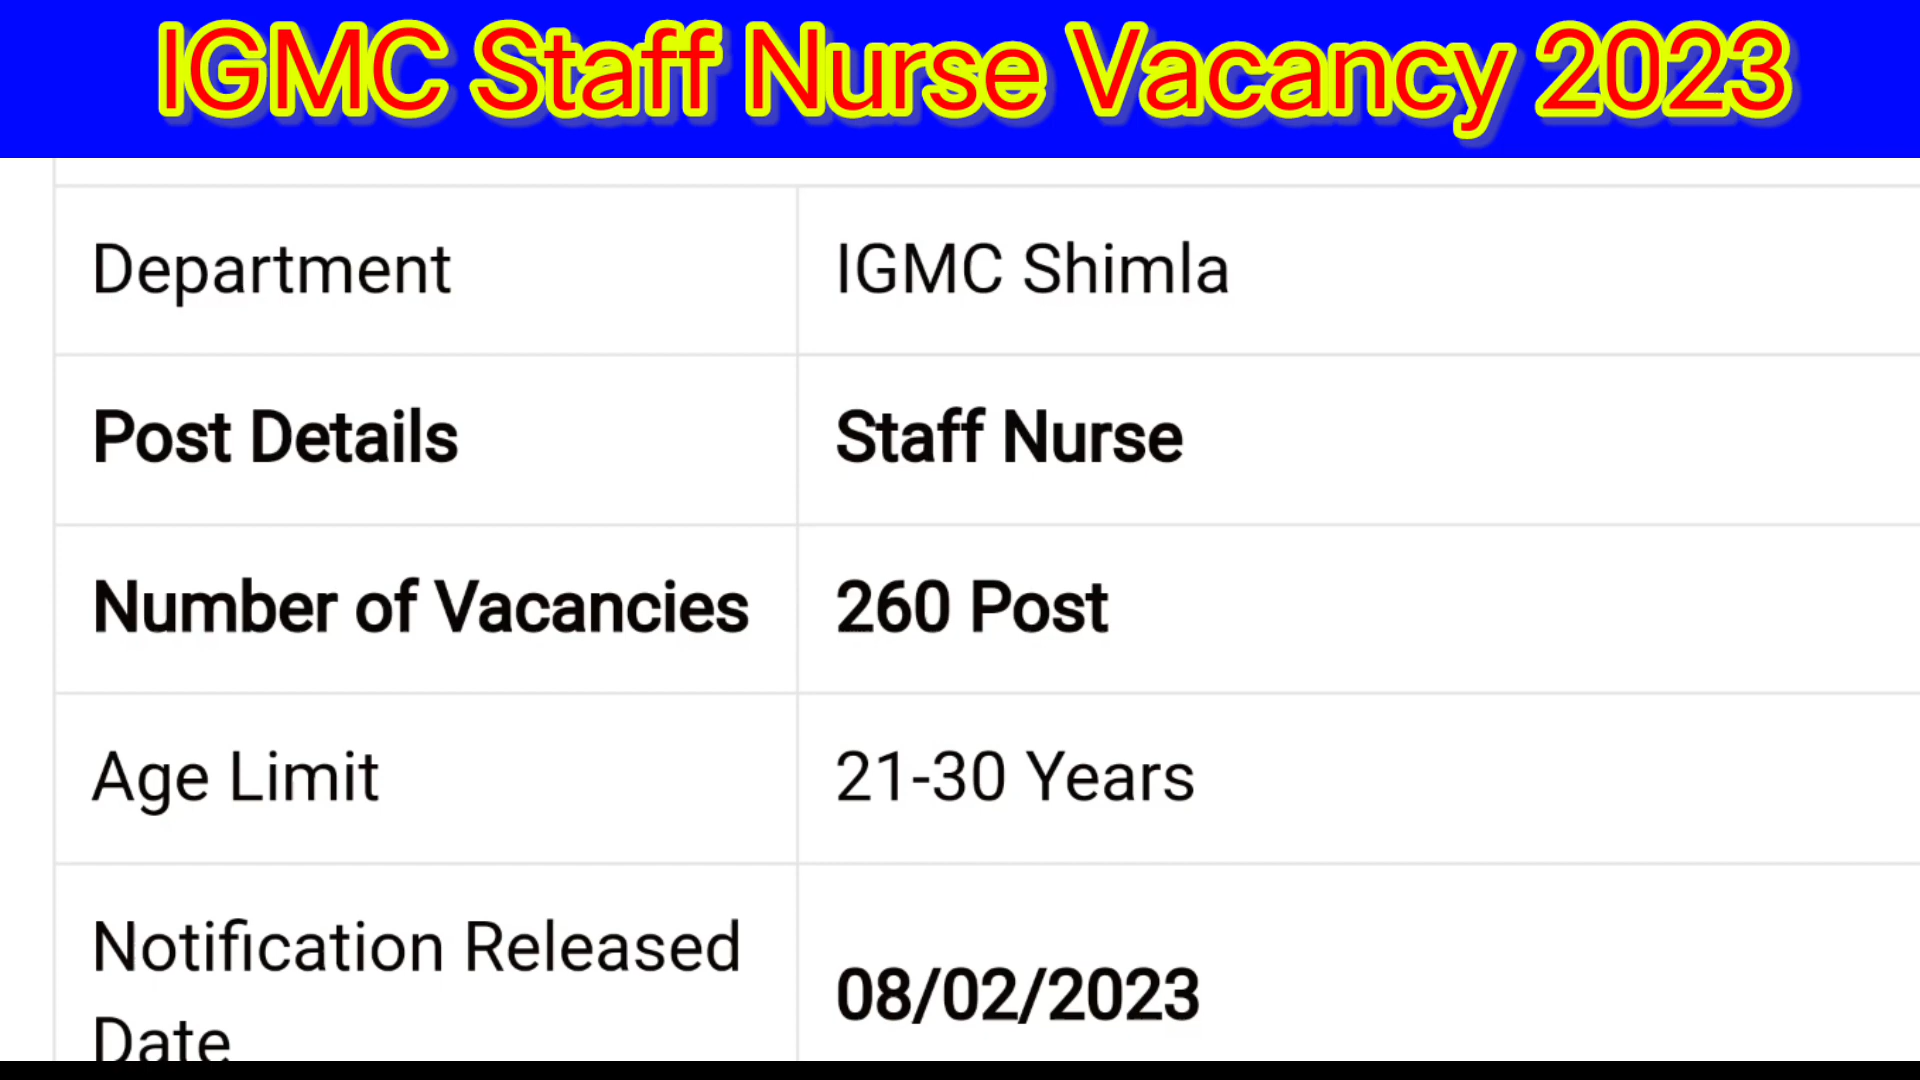 IGMC Staff Nurse Vacancy 2023
Department IGMC Shimla
Post Details Staff Nurse
Number of Vacancies 260 Post
Age Limit 21-30 Years
Notification Released
Date 08/02/2023